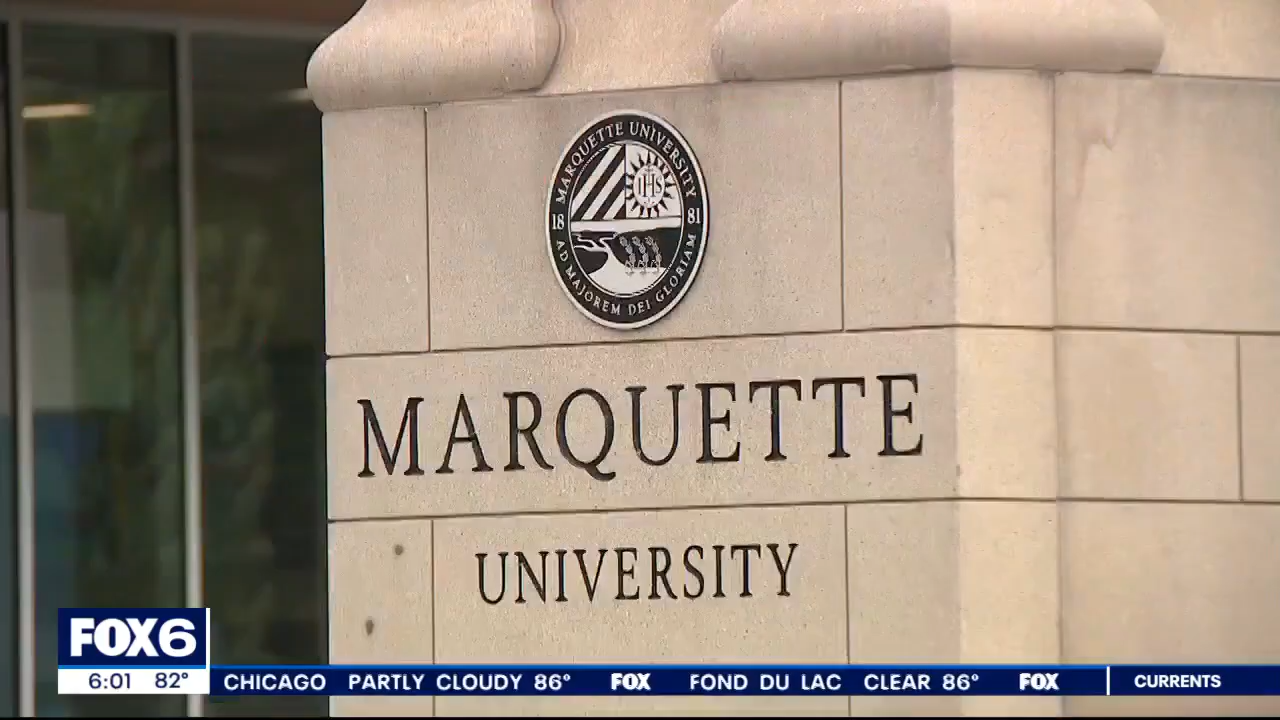 MARQUETTE UNIVERSITY
IHS
18 81
AD MAJOREM DEI GLORIAM
MARQUETTE
UNIVERSITY
FOX6
6:01 82°
CHICAGO PARTLY CLOUDY 86° FOX FOND DU LAC CLEAR 86° FOX CURRENTS